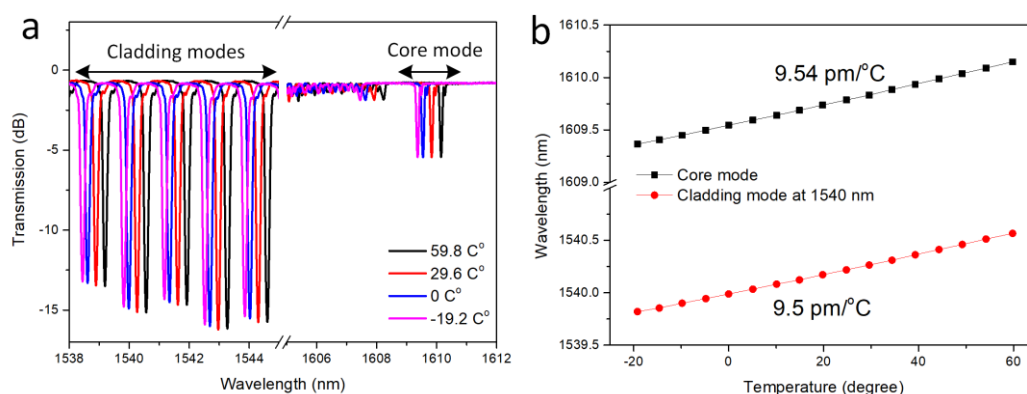 a
Cladding modes
Core mode
Transmission (dB)
0
-5
-10
-15
59.8 C°
29.6 C°
0 C°
-19.2 C°
1538 1540 1542 1544 1606 1608 1610 1612
Wavelength (nm)
b
Wavelength (nm)
1610.5
1610.0
1609.5
1609.0
1540.5
1540.0
1539.5
9.54 pm/°C
Core mode
Cladding mode at 1540 nm
9.5 pm/°C
-20 0 20 40 60
Temperature (degree)